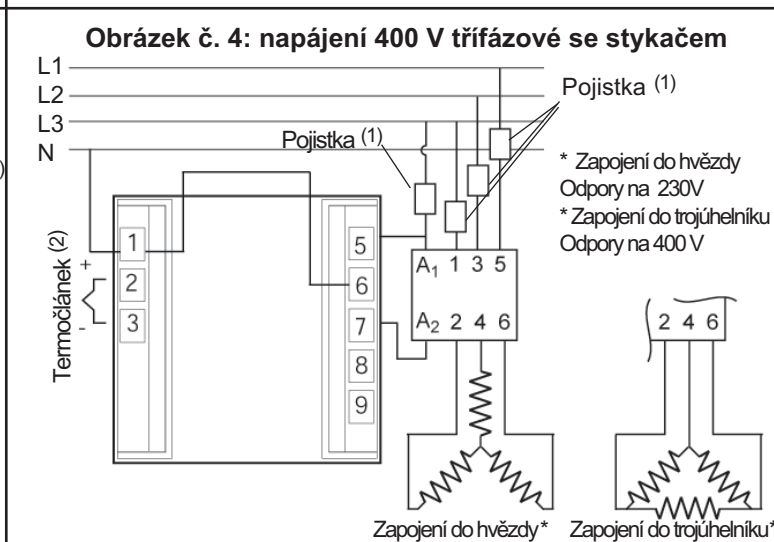 Obrázek č. 4: napájení 400 V třífázové se stykačem
L1
L2
L3
N
Pojistka (1)
Pojistka (1)
* Zapojení do hvězdy
Odpory na 230V
* Zapojení do trojúhelníku
Odpory na 400 V
)
Termočlánek (2)
+
-
1
2
3
5
6
7
8
9
A1 1 3 5
A2 2 4 6
2 4 6
Zapojení do hvězdy*
Zapojení do trojúhelníku*